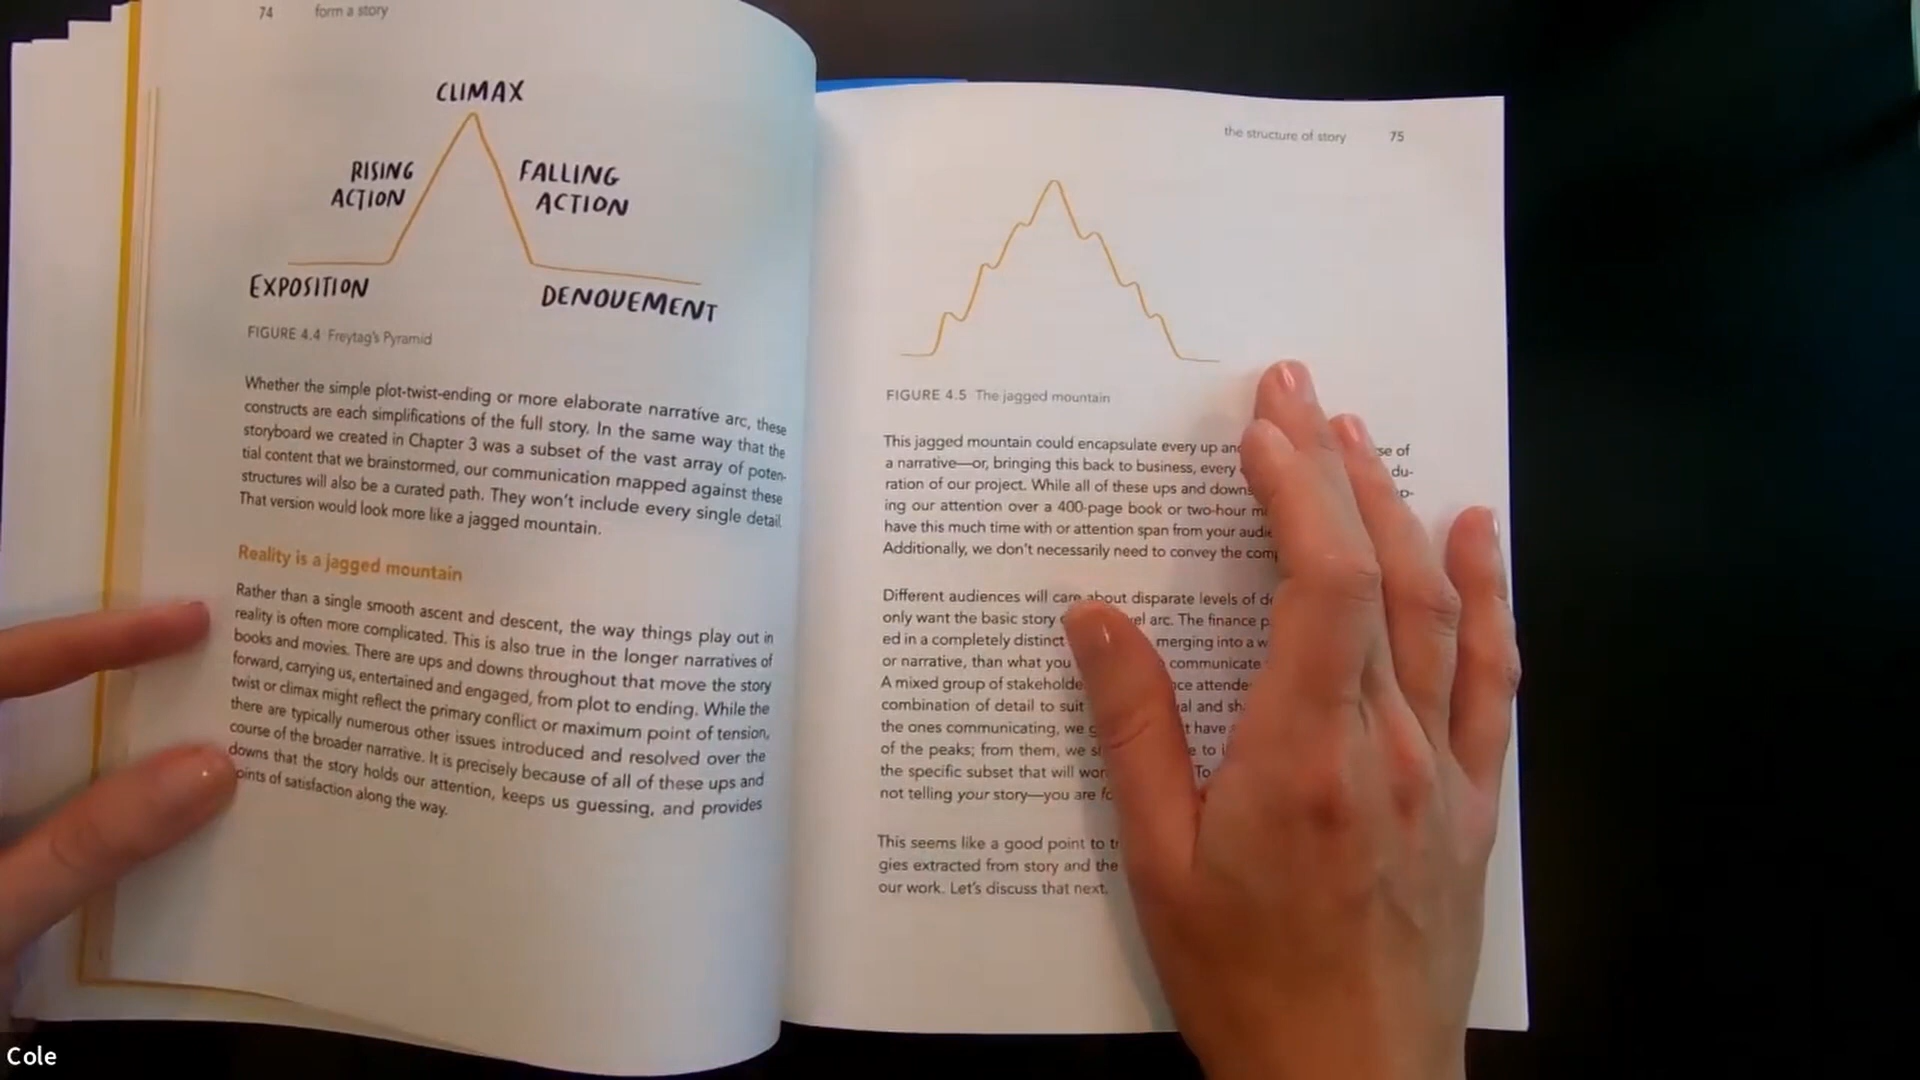 74 form a story
CLIMAX
RISING
ACTION
FALLING
ACTION
EXPOSITION
DENOUEMENT
FIGURE 4.4 Freytag's Pyramid
Whether the simple plot-twist-ending or more elaborate narrative arc, these
constructs are each simplifications of the full story. In the same way that the
storyboard we created in Chapter 3 was a subset of the vast array of poten-
tial content that we brainstormed, our communication mapped against these
structures will also be a curated path. They won't include every single detail.
That version would look more like a jagged mountain.
Reality is a jagged mountain
Rather than a single smooth ascent and descent, the way things play out in
reality is often more complicated. This is also true in the longer narratives of
books and movies. There are ups and downs throughout that move the story
forward, carrying us, entertained and engaged, from plot to ending. While the
twist or climax might reflect the primary conflict or maximum point of tension,
there are typically numerous other issues introduced and resolved over the
course of the broader narrative. It is precisely because of all of these ups and
downs that the story holds our attention, keeps us guessing, and provides
points of satisfaction along the way.
the structure of story 75
FIGURE 4.5 The jagged mountain
This jagged mountain could encapsulate every up and of
a narrative—or, bringing this back to business, every du-
ration of our project. While all of these ups and downs
ing our attention over a 400-page book or two-hour
have this much time with or attention span from your
Additionally, we don't necessarily need to convey the
Different audiences will care about disparate levels of
only want the basic story arc. The finance
ed in a completely distinct merging into a
or narrative, than what you communicate
A mixed group of
combination of detail to suit and
the ones communicating, we have
of the peaks; from them, we to
the specific subset that will To
not telling your story—you are
This seems like a good point to
gies extracted from story and the
our work. Let's discuss that next.
Cole